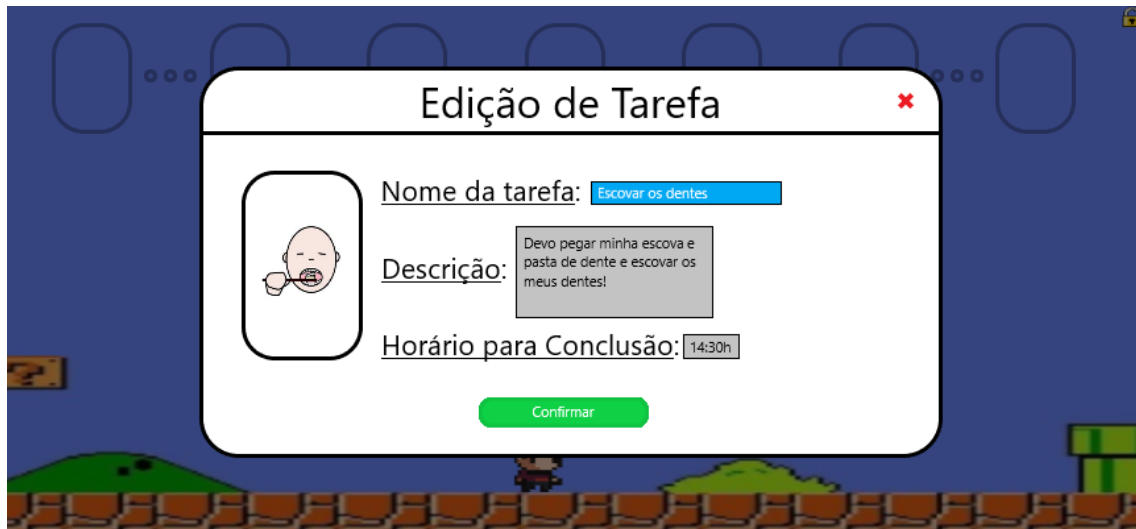 Edição de Tarefa
Nome da tarefa: Escovar os dentes
Descrição: Devo pegar minha escova e
pasta de dente e escovar os
meus dentes!
Horário para Conclusão: 14:30h
Confirmar
?